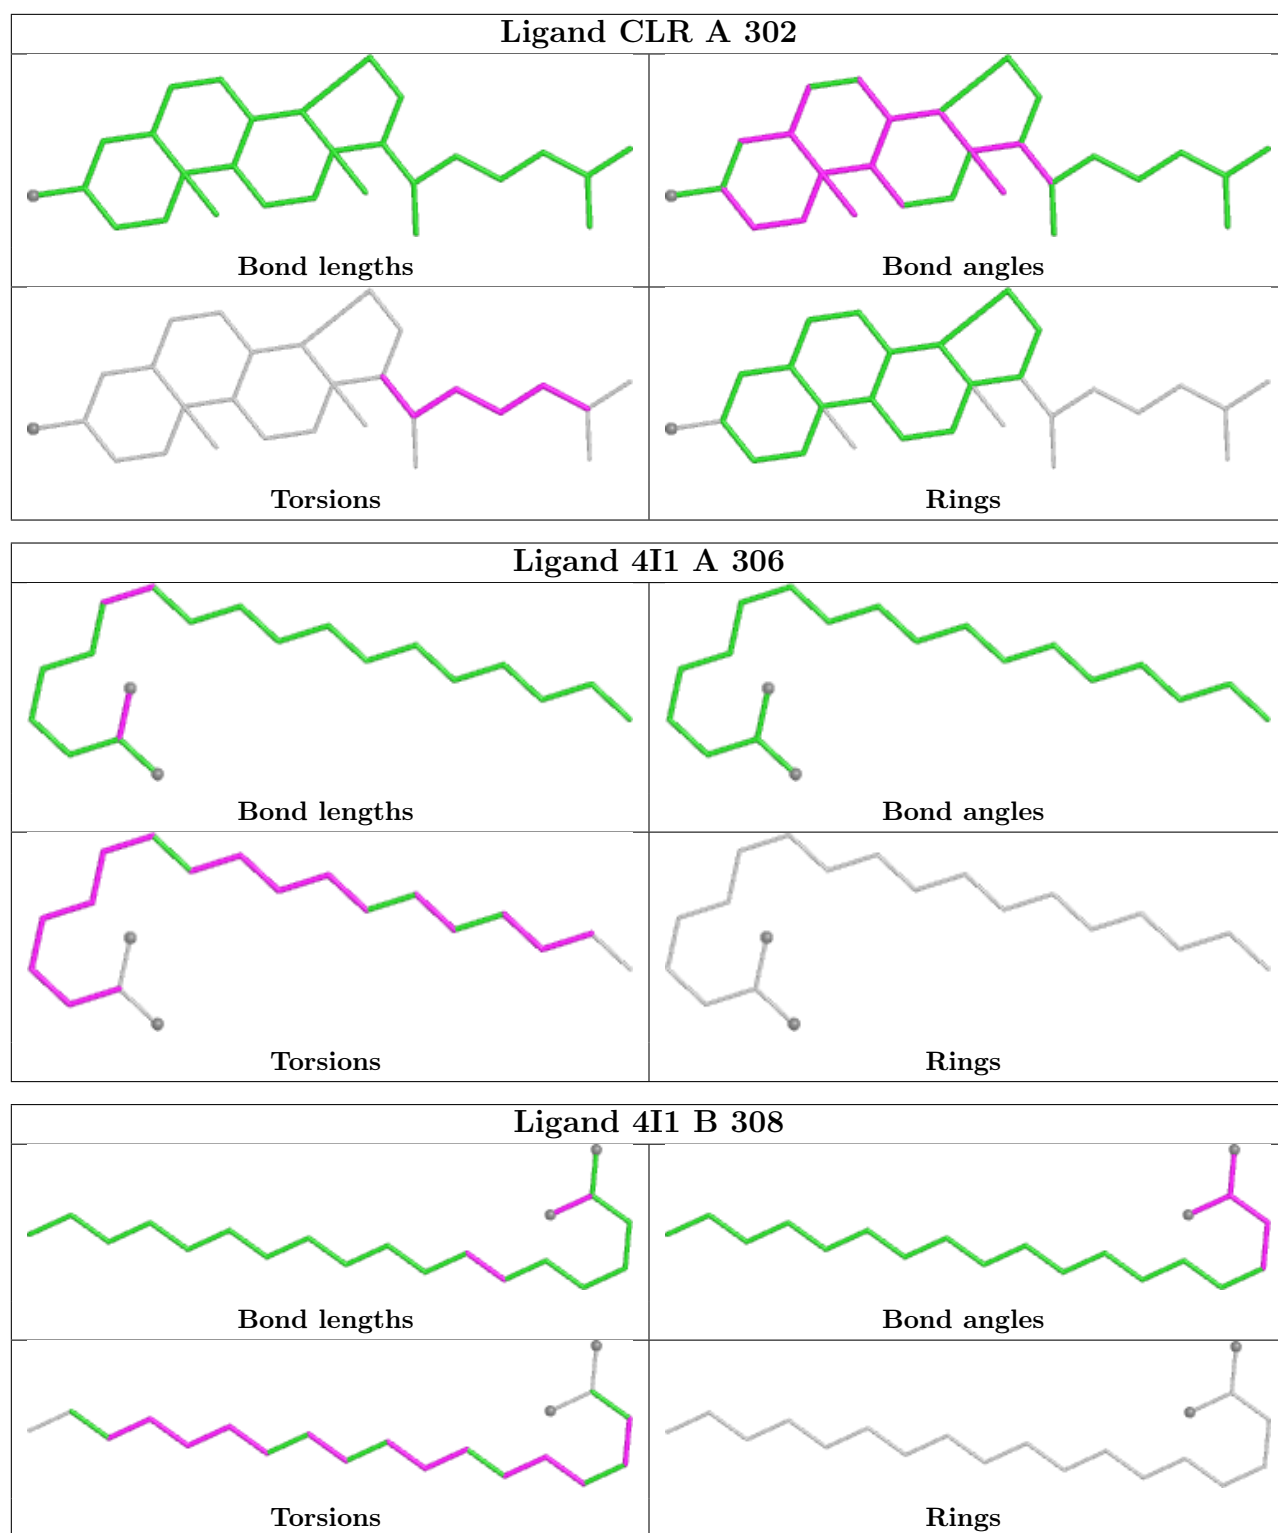 Ligand CLR A 302
Bond lengths
Bond angles
Torsions
Rings
Ligand 4I1 A 306
Bond lengths
Bond angles
Torsions
Rings
Ligand 4I1 B 308
Bond lengths
Bond angles
Torsions
Rings